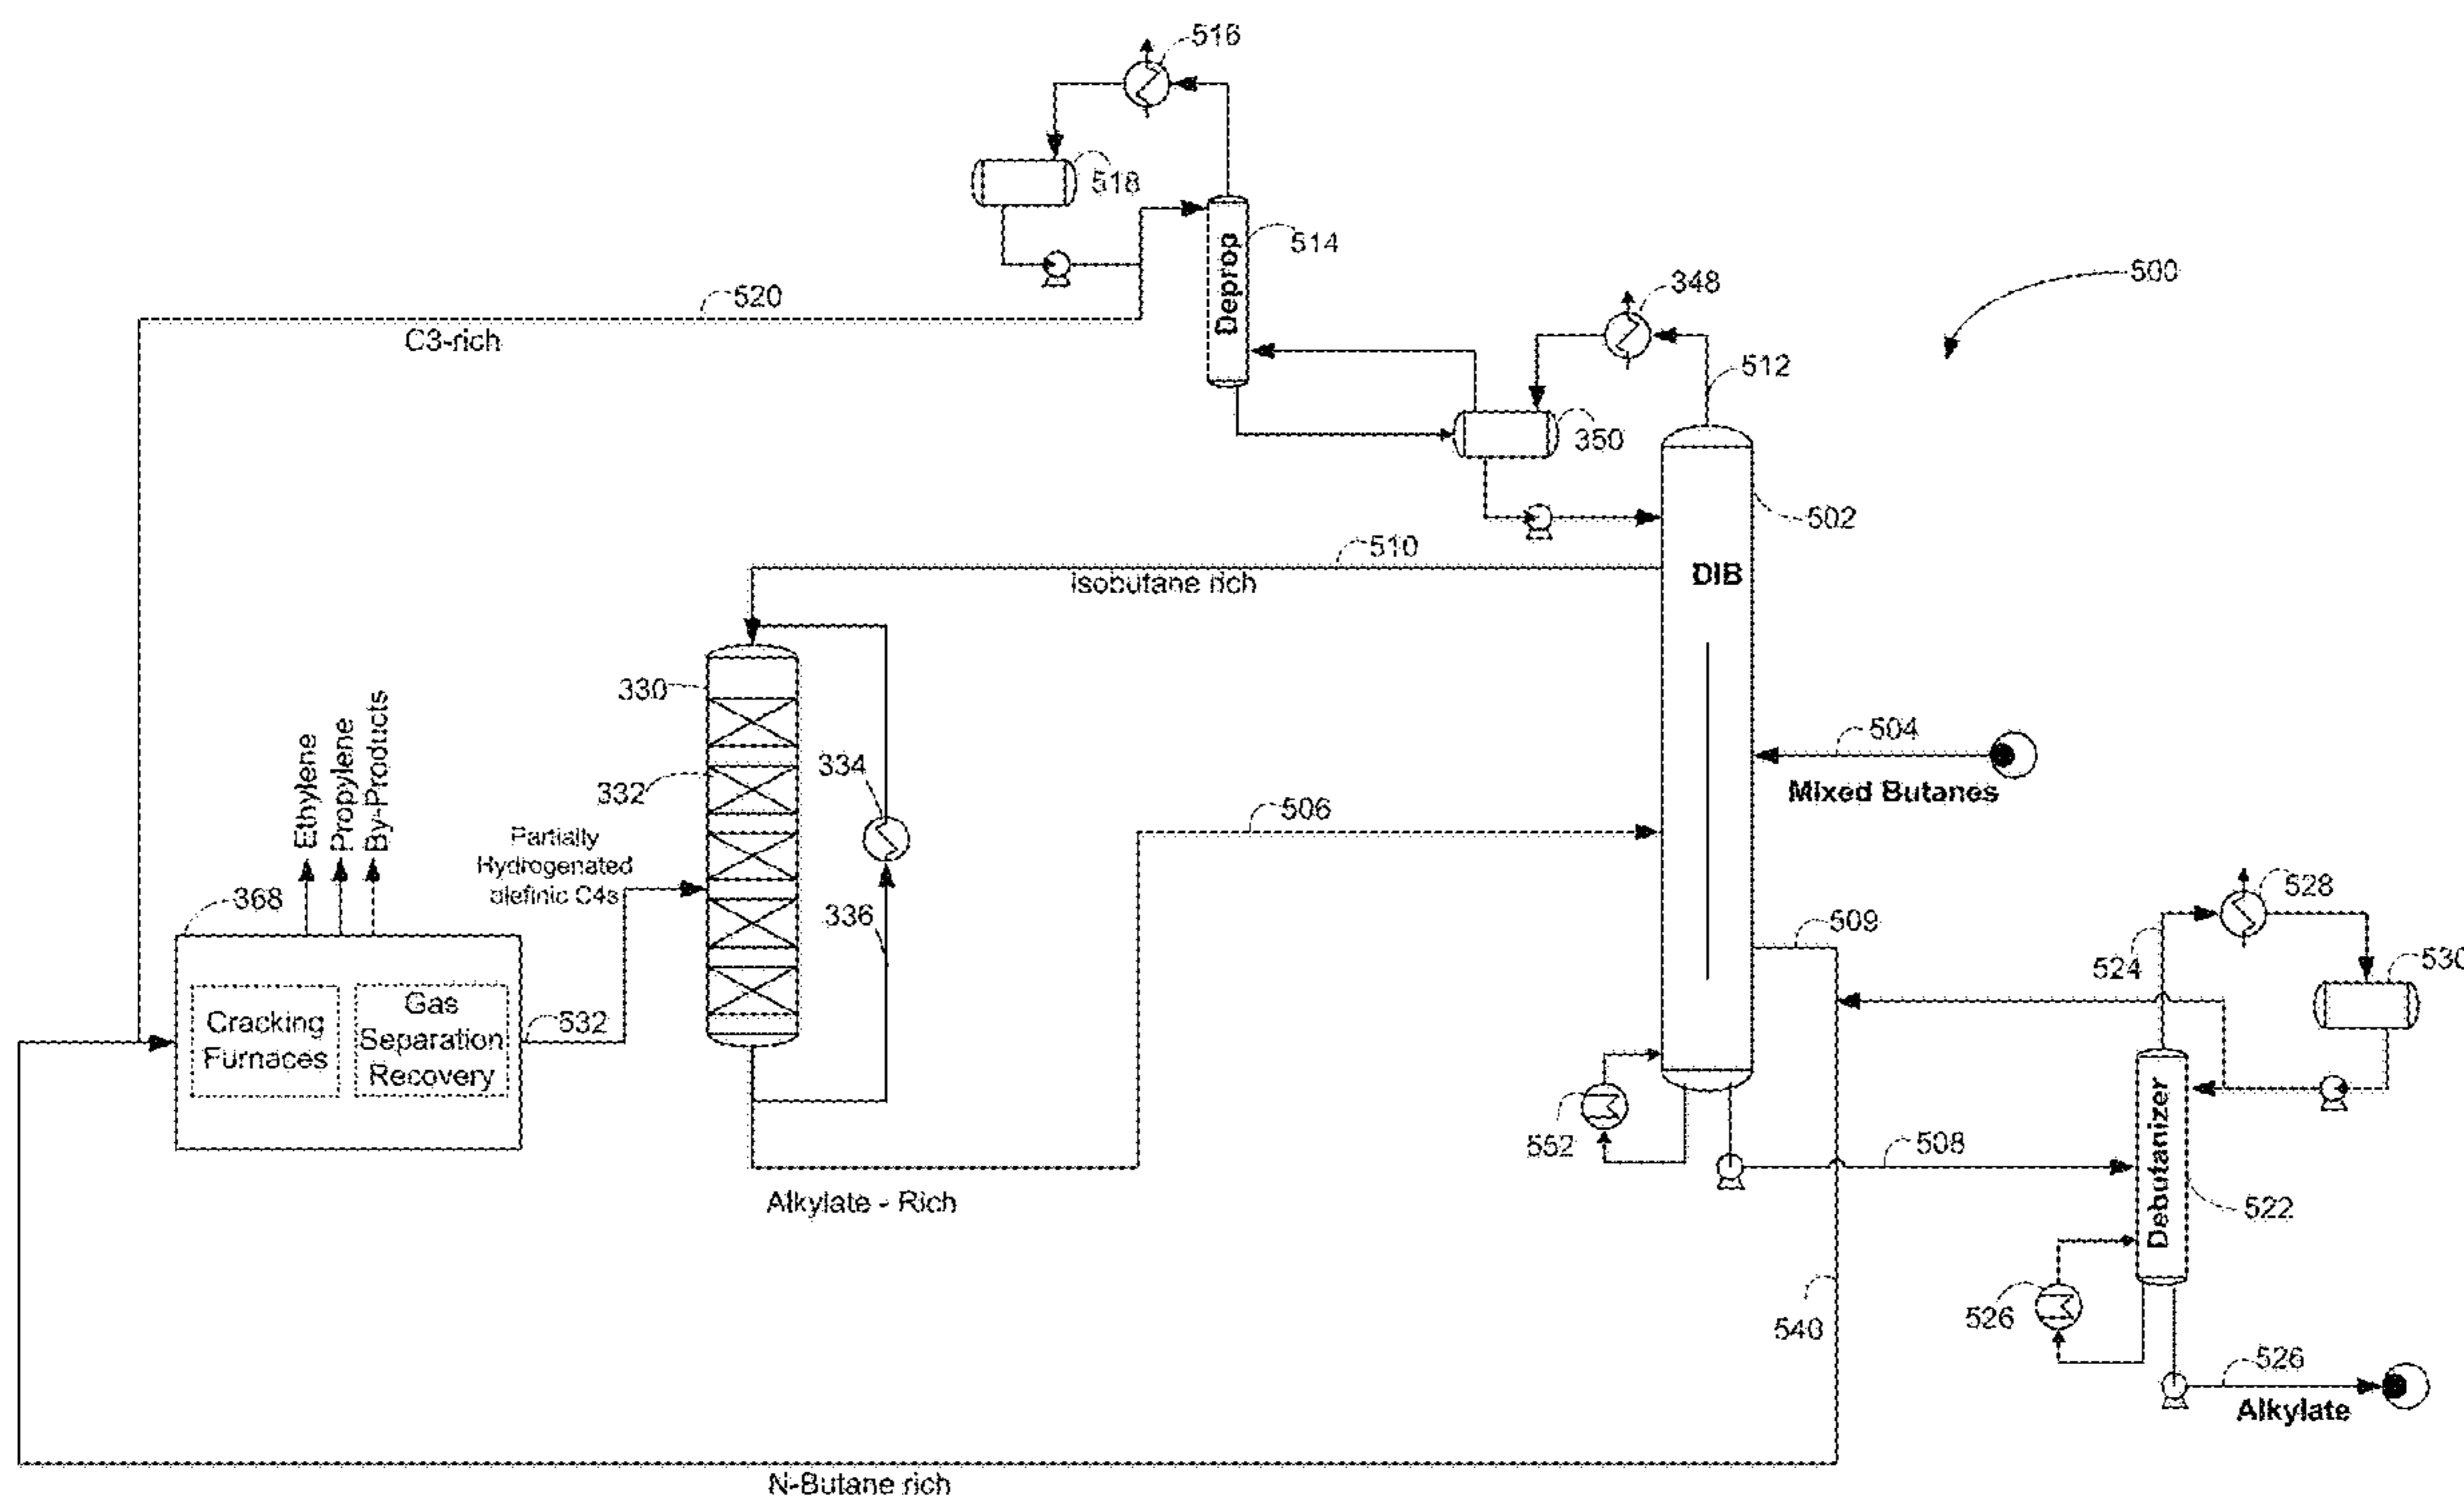 516
518
514
Deprop
520
C3-rich
348
500
512
350
502
510
isobutane rich
DIB
330
504
Mixed Butanes
332
334
506
Ethylene
Propylene
By-Products
Partially
Hydrogenated
olefinic C4s
368
336
509
528
524
530
Cracking
Furnaces
Gas
Separation
Recovery
532
552
508
Debutanizer
522
Alkylate - Rich
540
526
526
Alkylate
N-Butane rich